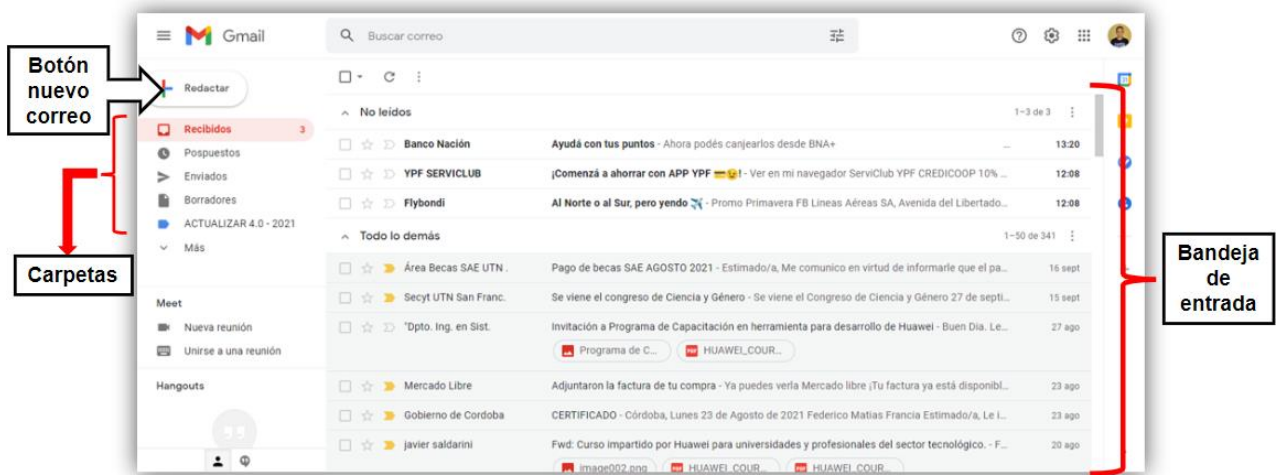 Gmail
Buscar correo
Botón
nuevo
correo
Redactar
Recibidos 3
Pospuestos
Enviados
Borradores
ACTUALIZAR 4.0 - 2021
Más
Carpetas
Meet
Nueva reunión
Unirse a una reunión
Hangouts
No leídos 1–3 de 3
Banco Nación Ayudá con tus puntos - Ahora podés canjearlos desde BNA+ ... 13:20
YPF SERVICLUB ¡Comenzá a ahorrar con APP YPF 💳😉! - Ver en mi navegador ServiClub YPF CREDICOOP 10% ... 12:08
Flybondi Al Norte o al Sur, pero yendo ✈️ - Promo Primavera FB Lineas Aéreas SA, Avenida del Libertado... 12:08
Todo lo demás 1–50 de 341
Área Becas SAE UTN . Pago de becas SAE AGOSTO 2021 - Estimado/a, Me comunico en virtud de informarle que el pa... 16 sept
Secyt UTN San Franc. Se viene el congreso de Ciencia y Género - Se viene el Congreso de Ciencia y Género 27 de septi... 15 sept
"Dpto. Ing. en Sist. Invitación a Programa de Capacitación en herramienta para desarrollo de Huawei - Buen Dia. Le... 27 ago
Programa de C... PDF HUAWEI_COUR...
Mercado Libre Adjuntaron la factura de tu compra - Ya puedes verla Mercado libre ¡Tu factura ya está disponibl... 23 ago
Gobierno de Cordoba CERTIFICADO - Córdoba, Lunes 23 de Agosto de 2021 Federico Matias Francia Estimado/a, Le i... 23 ago
javier saldarini Fwd: Curso impartido por Huawei para universidades y profesionales del sector tecnológico. - F... 20 ago
image002.png PDF HUAWEI_COUR... PDF HUAWEI_COUR...
Bandeja
de
entrada